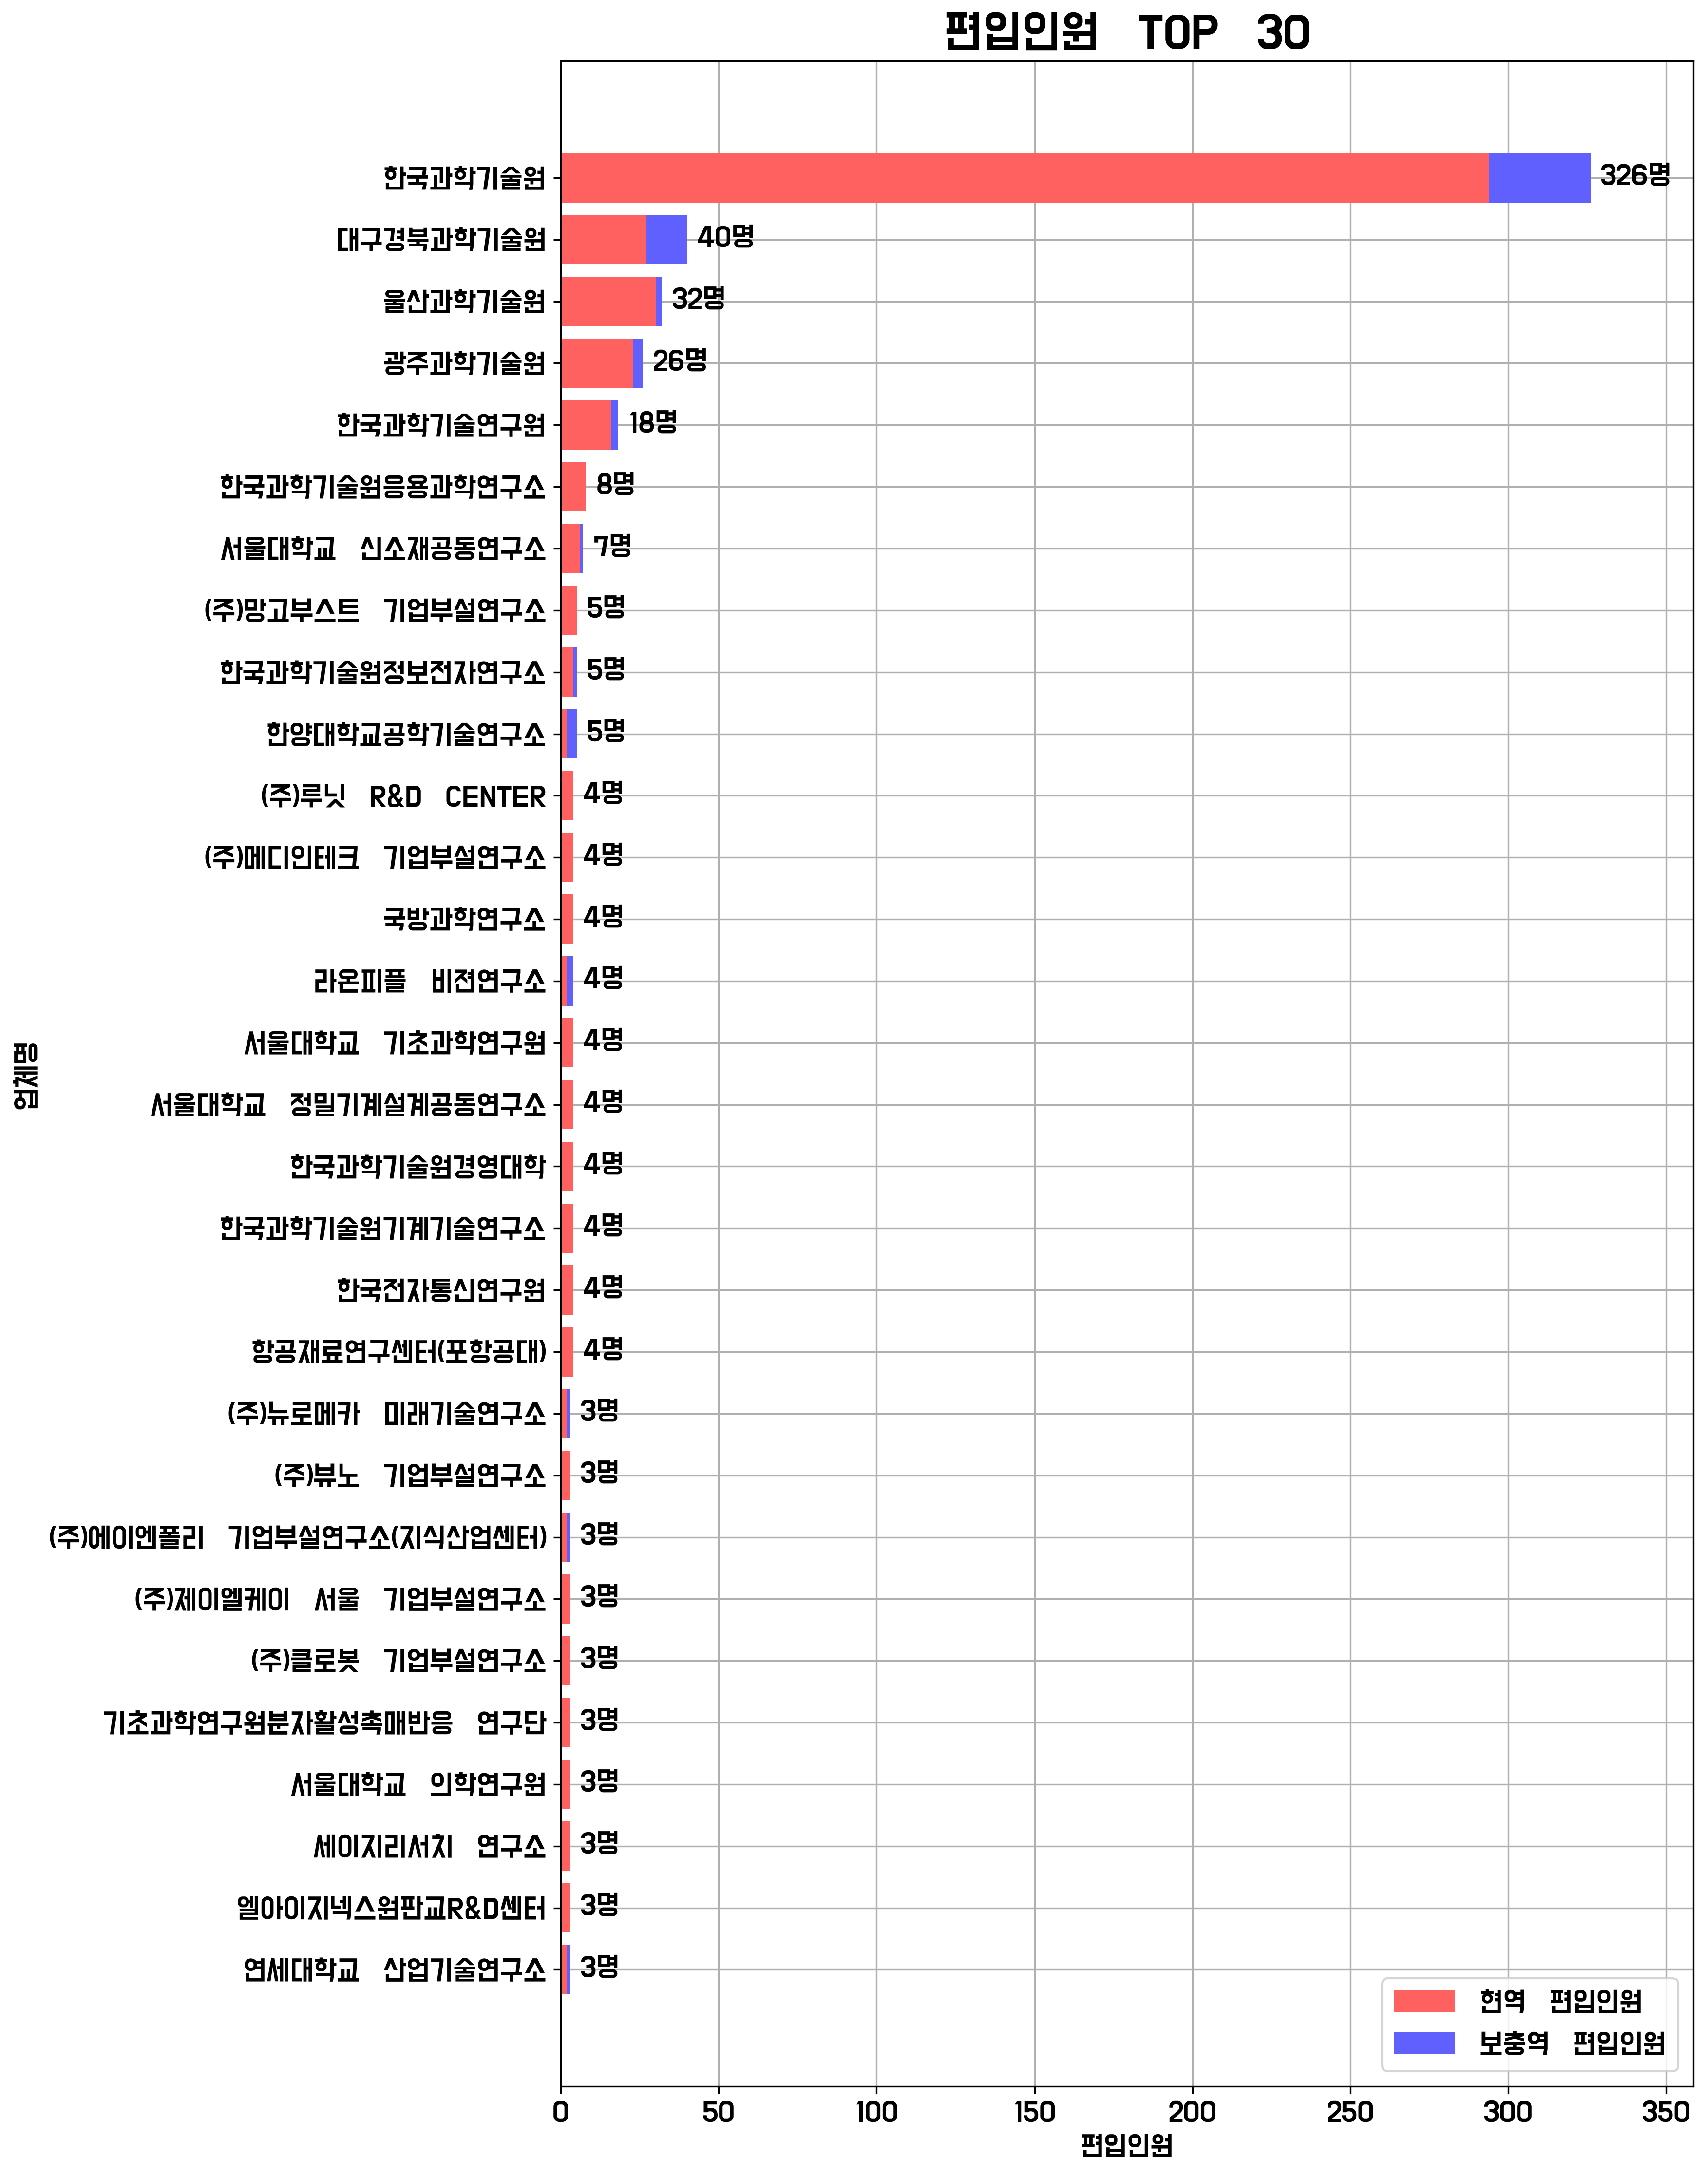 편입인원 TOP 30
한국과학기술원 326명
대구경북과학기술원 40명
울산과학기술원 32명
광주과학기술원 26명
한국과학기술연구원 18명
한국과학기술원응용과학연구소 8명
서울대학교 신소재공동연구소 7명
(주)망고부스트 기업부설연구소 5명
한국과학기술원정보전자연구소 5명
한양대학교공학기술연구소 5명
(주)루닛 R&D CENTER 4명
(주)메디인테크 기업부설연구소 4명
국방과학연구소 4명
라온피플 비젼연구소 4명
서울대학교 기초과학연구원 4명
서울대학교 정밀기계설계공동연구소 4명
한국과학기술원경영대학 4명
한국과학기술원기계기술연구소 4명
한국전자통신연구원 4명
항공재료연구센터(포항공대) 4명
(주)뉴로메카 미래기술연구소 3명
(주)뷰노 기업부설연구소 3명
(주)에이엔폴리 기업부설연구소(지식산업센터) 3명
(주)제이엘케이 서울 기업부설연구소 3명
(주)클로봇 기업부설연구소 3명
기초과학연구원분자활성촉매반응 연구단 3명
서울대학교 의학연구원 3명
세이지리서치 연구소 3명
엘아이지넥스원판교R&D센터 3명
연세대학교 산업기술연구소 3명
업체명
현역 편입인원
보충역 편입인원
0 50 100 150 200 250 300 350
편입인원